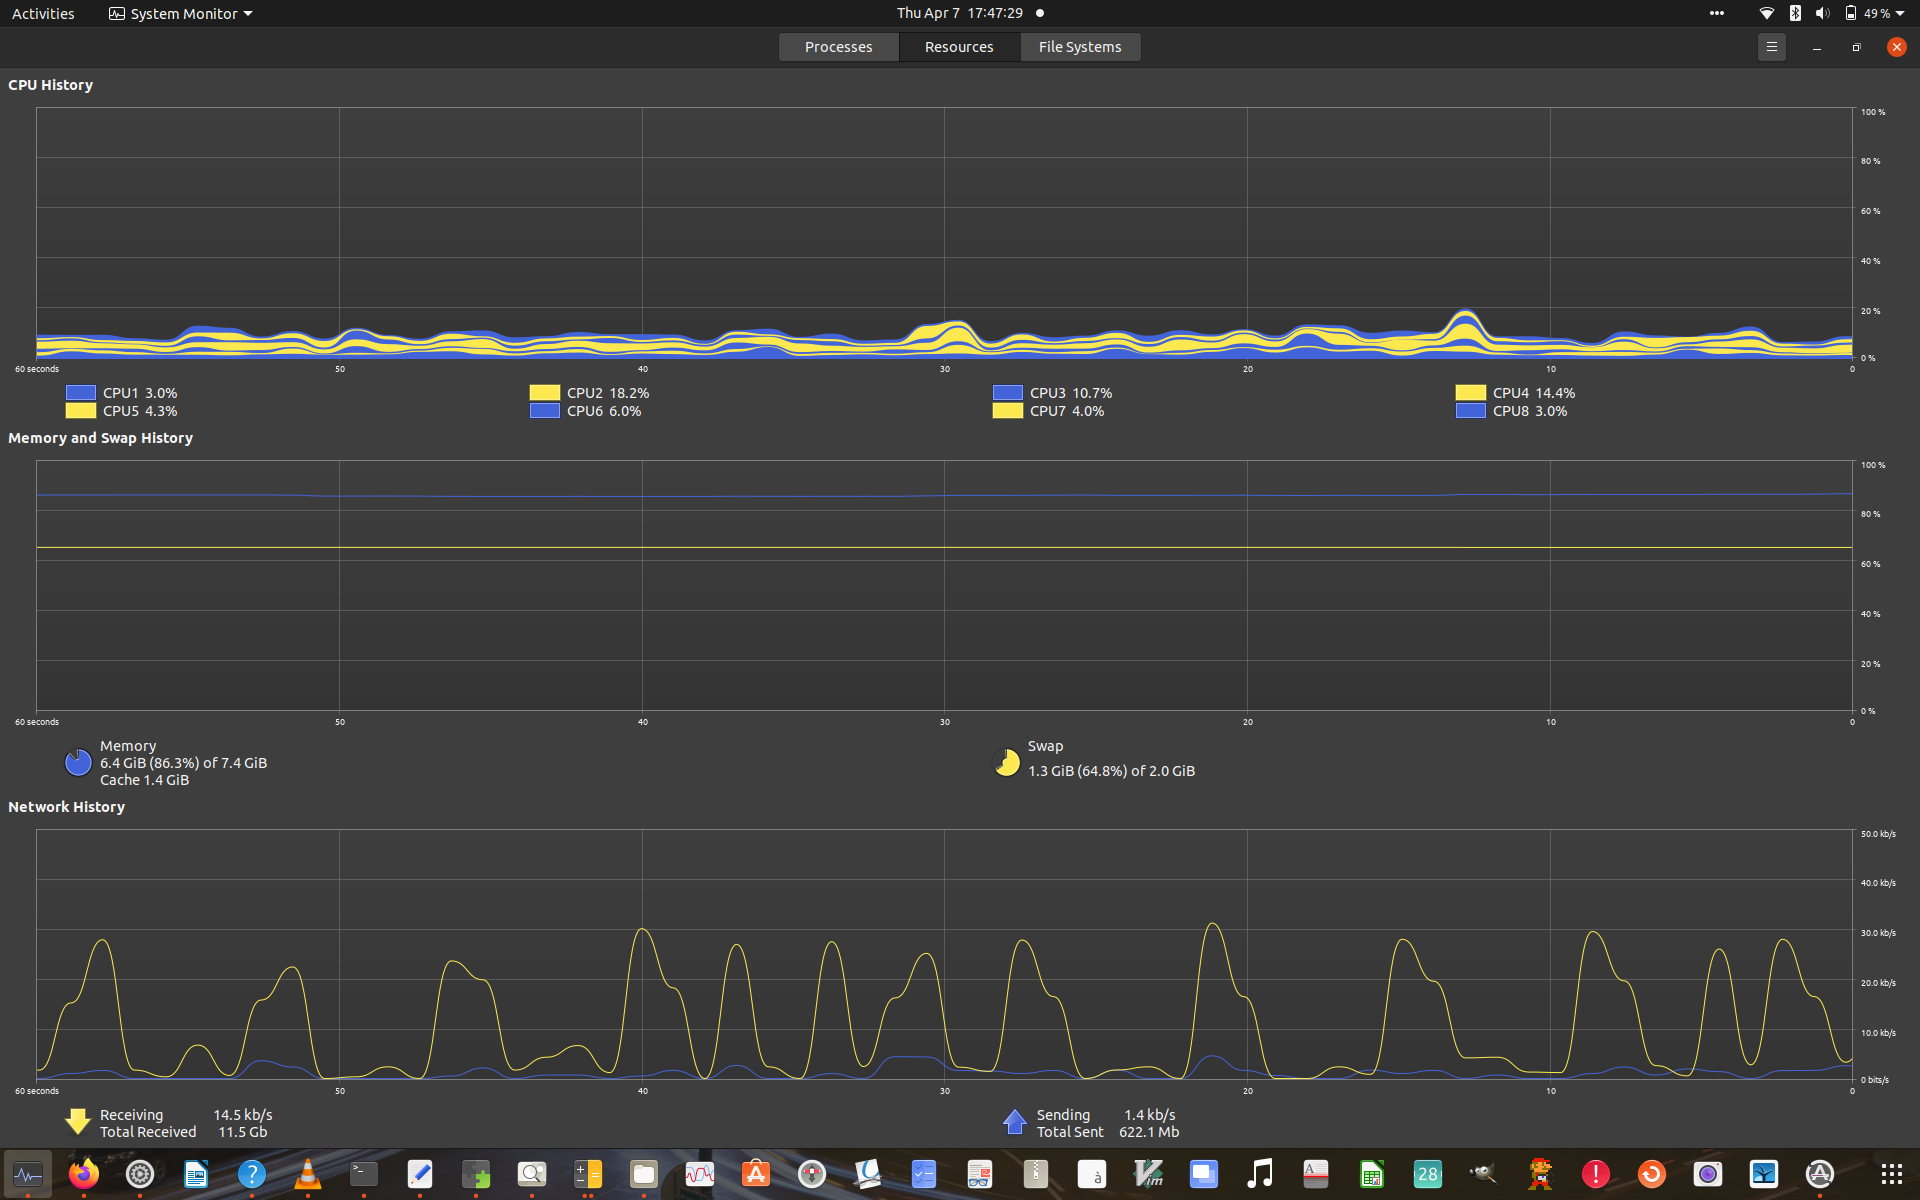 Activities System Monitor Thu Apr 7 17:47:29 49 %
Processes Resources File Systems
CPU History
100 %
80 %
60 %
40 %
20 %
0 %
60 seconds 50 40 30 20 10 0
CPU1 3.0% CPU2 18.2% CPU3 10.7% CPU4 14.4%
CPU5 4.3% CPU6 6.0% CPU7 4.0% CPU8 3.0%
Memory and Swap History
100 %
80 %
60 %
40 %
20 %
0 %
60 seconds 50 40 30 20 10 0
Memory
6.4 GiB (86.3%) of 7.4 GiB
Cache 1.4 GiB
Swap
1.3 GiB (64.8%) of 2.0 GiB
Network History
50.0 kb/s
40.0 kb/s
30.0 kb/s
20.0 kb/s
10.0 kb/s
0 bits/s
60 seconds 50 40 30 20 10 0
Receiving 14.5 kb/s
Total Received 11.5 Gb
Sending 1.4 kb/s
Total Sent 622.1 Mb
? >_ A à Vim A 28 !